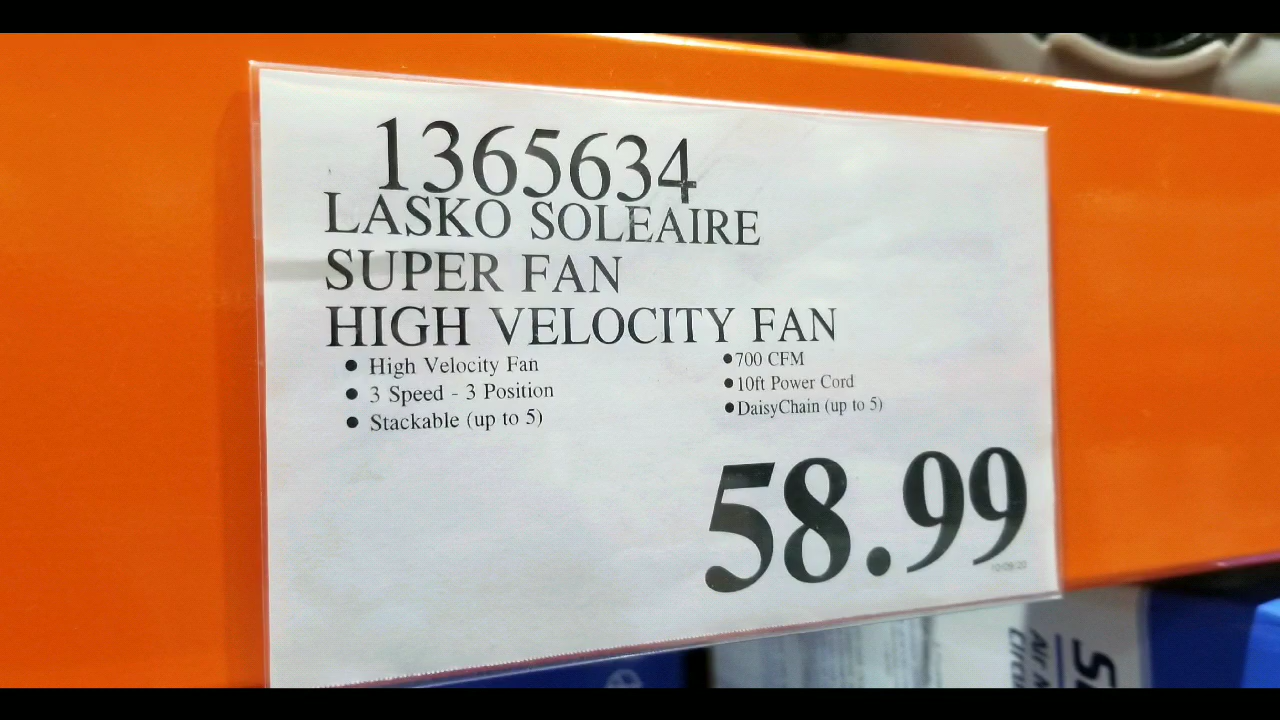 1365634
LASKO SOLEAIRE
SUPER FAN
HIGH VELOCITY FAN
● High Velocity Fan
● 3 Speed - 3 Position
● Stackable (up to 5)
● 700 CFM
● 10ft Power Cord
● DaisyChain (up to 5)
58.99